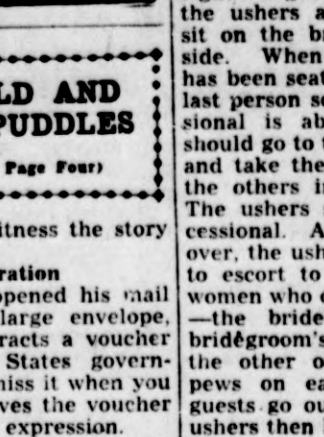 LD AND
PUDDLES
Page Four)
itness the story
ration
opened his mail
large envelope,
racts a voucher
States govern-
miss it when you
ves the voucher
expression.
the ushers a
sit on the br
side. When
has been seat
last person se
sional is ab
should go to t
and take the
the others in
The ushers
cessional. A
over, the ush
to escort to
women who
—the bride
bridegroom's
the other o
pews on ea
guests go ou
ushers then